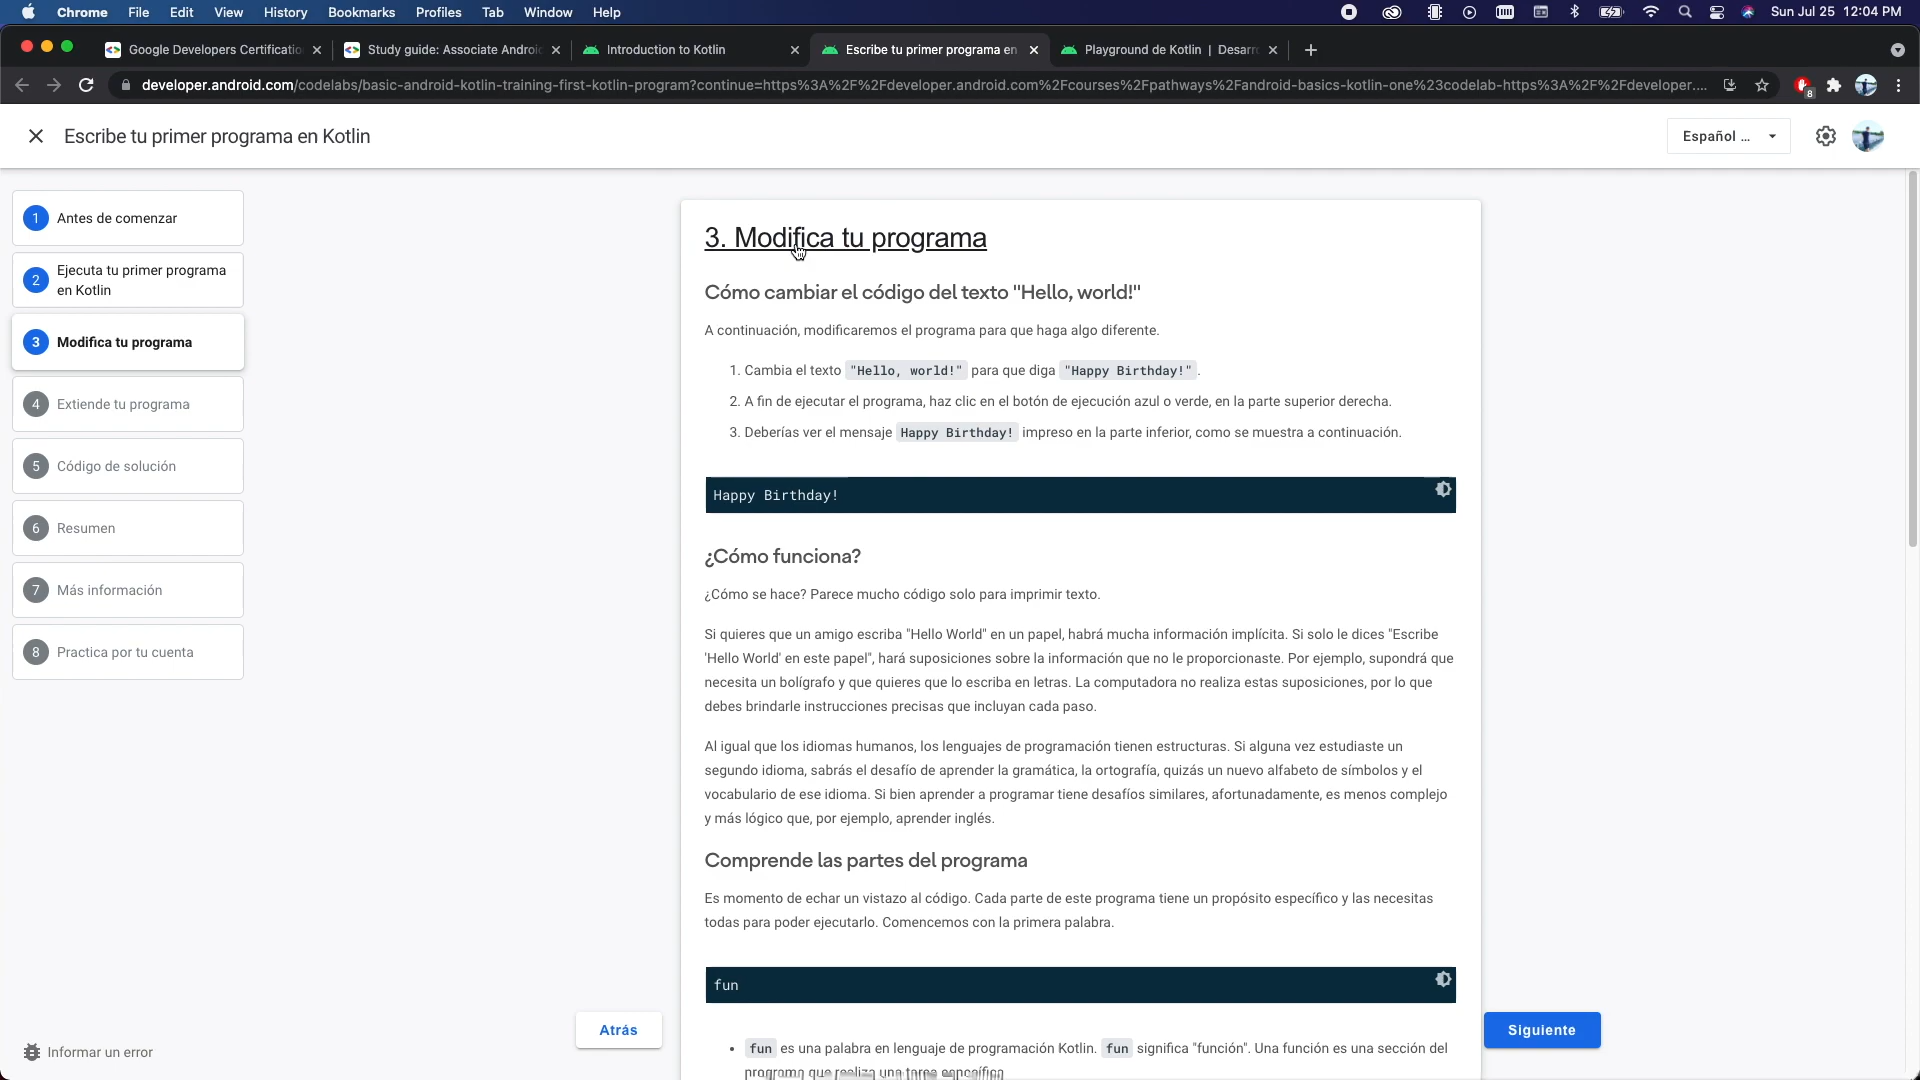 Chrome File Edit View History Bookmarks Profiles Tab Window Help Sun Jul 25 12:04 PM
Google Developers Certificatio Study guide: Associate Androi Introduction to Kotlin Escribe tu primer programa en Playground de Kotlin | Desarr
developer.android.com/codelabs/basic-android-kotlin-training-first-kotlin-program?continue=https%3A%2F%2Fdeveloper.android.com%2Fcourses%2Fpathways%2Fandroid-basics-kotlin-one%23codelab-https%3A%2F%2Fdeveloper.... 8
Escribe tu primer programa en Kotlin
Español ...
1 Antes de comenzar
2 Ejecuta tu primer programa
en Kotlin
3 Modifica tu programa
4 Extiende tu programa
5 Código de solución
6 Resumen
7 Más información
8 Practica por tu cuenta
Informar un error
3. Modifica tu programa
Cómo cambiar el código del texto "Hello, world!"
A continuación, modificaremos el programa para que haga algo diferente.
1. Cambia el texto "Hello, world!" para que diga "Happy Birthday!".
2. A fin de ejecutar el programa, haz clic en el botón de ejecución azul o verde, en la parte superior derecha.
3. Deberías ver el mensaje Happy Birthday! impreso en la parte inferior, como se muestra a continuación.
Happy Birthday!
¿Cómo funciona?
¿Cómo se hace? Parece mucho código solo para imprimir texto.
Si quieres que un amigo escriba "Hello World" en un papel, habrá mucha información implícita. Si solo le dices "Escribe
'Hello World' en este papel", hará suposiciones sobre la información que no le proporcionaste. Por ejemplo, supondrá que
necesita un bolígrafo y que quieres que lo escriba en letras. La computadora no realiza estas suposiciones, por lo que
debes brindarle instrucciones precisas que incluyan cada paso.
Al igual que los idiomas humanos, los lenguajes de programación tienen estructuras. Si alguna vez estudiaste un
segundo idioma, sabrás el desafío de aprender la gramática, la ortografía, quizás un nuevo alfabeto de símbolos y el
vocabulario de ese idioma. Si bien aprender a programar tiene desafíos similares, afortunadamente, es menos complejo
y más lógico que, por ejemplo, aprender inglés.
Comprende las partes del programa
Es momento de echar un vistazo al código. Cada parte de este programa tiene un propósito específico y las necesitas
todas para poder ejecutarlo. Comencemos con la primera palabra.
fun
• fun es una palabra en lenguaje de programación Kotlin. fun significa "función". Una función es una sección del
programa que realiza una tarea específica
Atrás
Siguiente